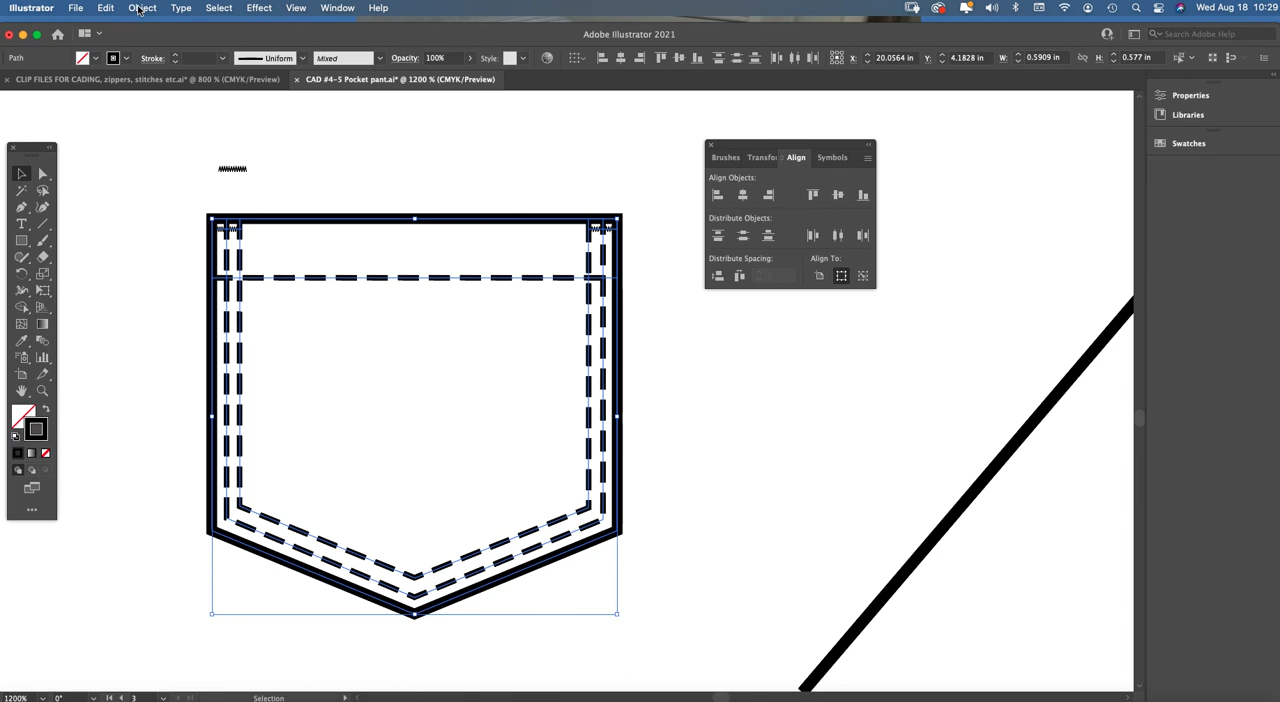 Illustrator File Edit Object Type Select Effect View Window Help Wed Aug 18 10:29
Adobe Illustrator 2021 Search Adobe Help
Path Stroke: Uniform Mixed Opacity: 100% Style: X: 20.0564 in Y: 4.1828 in W: 0.5909 in H: 0.577 in
× CLIP FILES FOR CADING, zippers, stitches etc.ai* @ 800 % (CMYK/Preview) × CAD #4-5 Pocket pant.ai* @ 1200 % (CMYK/Preview)
Properties
Libraries
Swatches
Brushes Transfor Align Symbols
Align Objects:
Distribute Objects:
Distribute Spacing: Align To:
1200% 0° 3 Selection